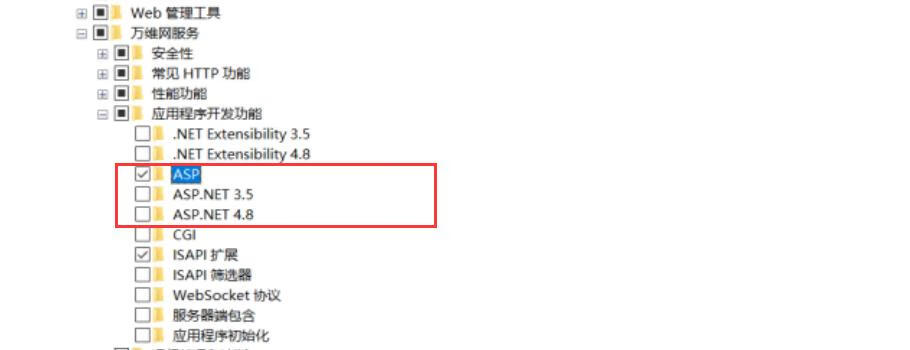 Web 管理工具
万维网服务
安全性
常见 HTTP 功能
性能功能
应用程序开发功能
.NET Extensibility 3.5
.NET Extensibility 4.8
ASP
ASP.NET 3.5
ASP.NET 4.8
CGI
ISAPI 扩展
ISAPI 筛选器
WebSocket 协议
服务器端包含
应用程序初始化